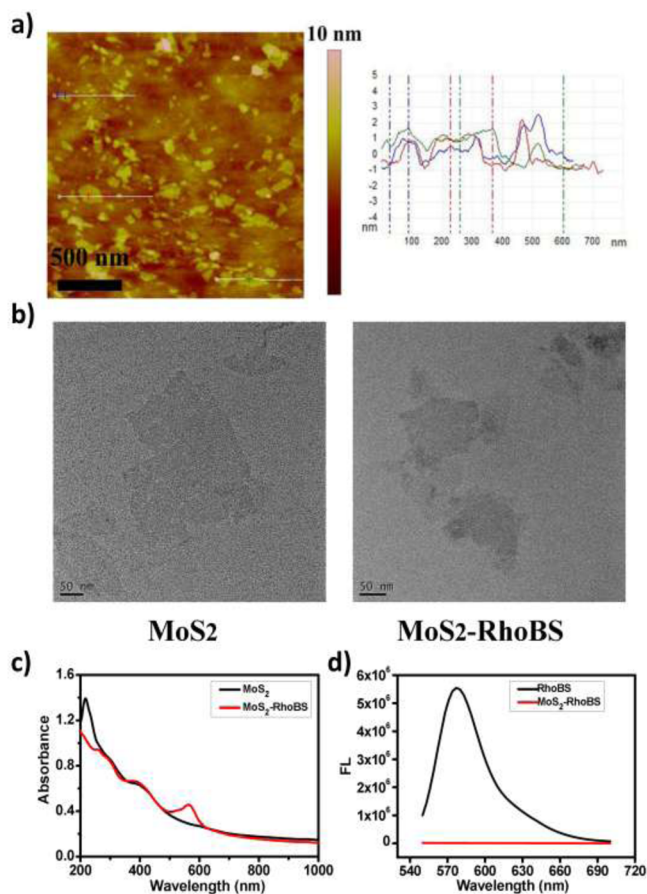 a)
10 nm
500 nm
5
4
3
2
1
0
-1
-2
-3
-4
nm
100 200 300 400 500 600 700 nm
b)
50 nm
50 nm
MoS2
MoS2-RhoBS
c)
1.6
1.2
0.8
0.4
0.0
200 400 600 800 1000
Absorbance
Wavelength (nm)
MoS₂
MoS₂-RhoBS
d)
6x10⁶
5x10⁶
4x10⁶
3x10⁶
2x10⁶
1x10⁶
0
540 570 600 630 660 690 720
FL
Wavelength (nm)
RhoBS
MoS₂-RhoBS